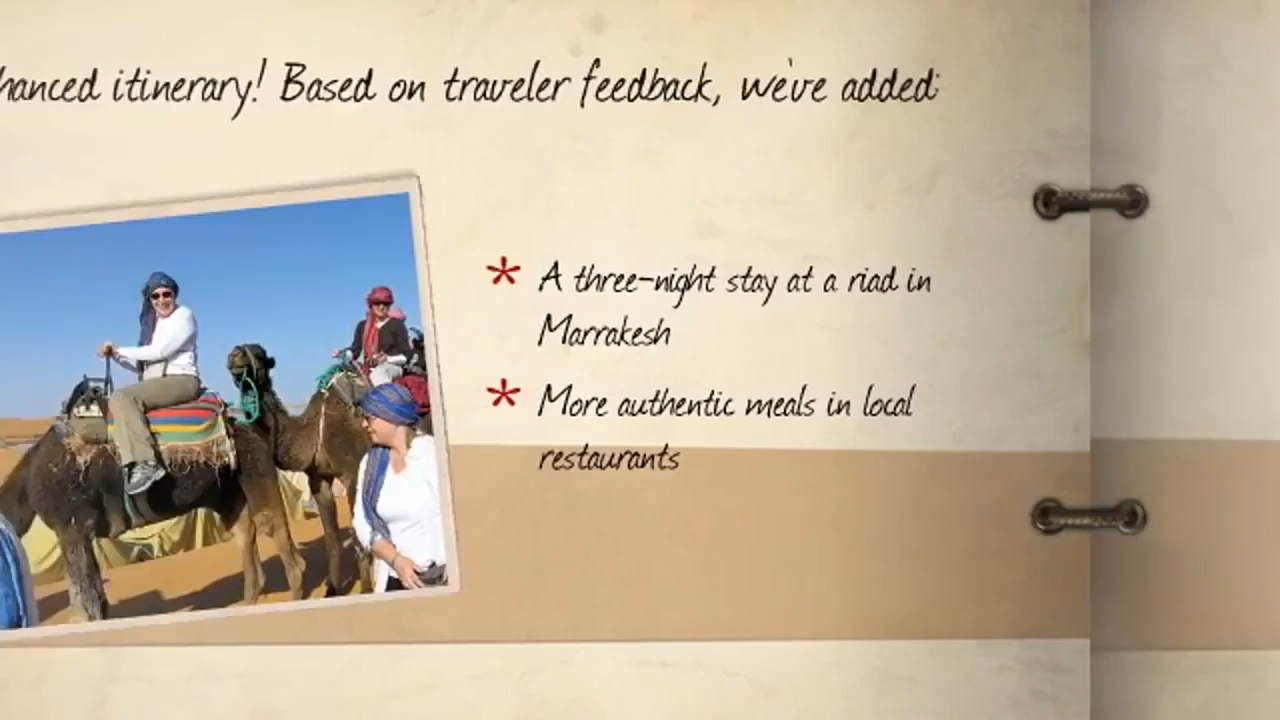 itinerary! Based on traveler feedback, we've added:
* A three-night stay at a riad in
Marrakesh
* More authentic meals in local
restaurants